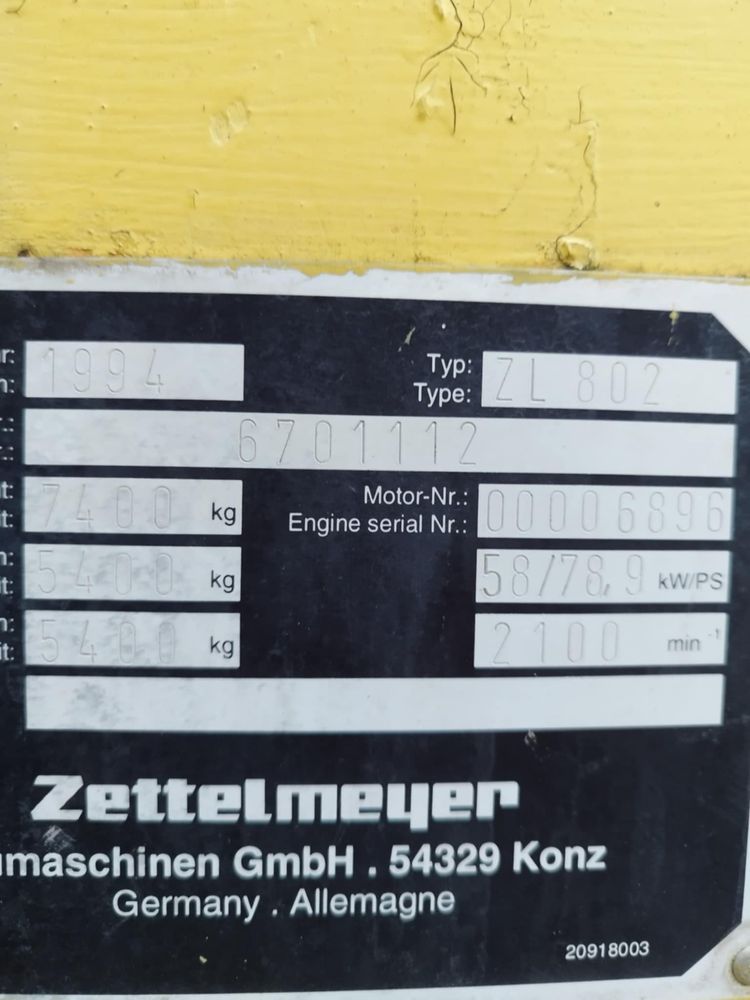 r: 1994 Typ: ZL 802
n: Type:
.: 6701112
.:
t: 7400 kg Motor-Nr.: 00006896
t: Engine serial Nr.:
n: 5400 kg 58/78,9 kW/PS
t:
n: 5400 kg 2100 min -1
t:
Zettelmeyer
umaschinen GmbH . 54329 Konz
Germany . Allemagne
20918003